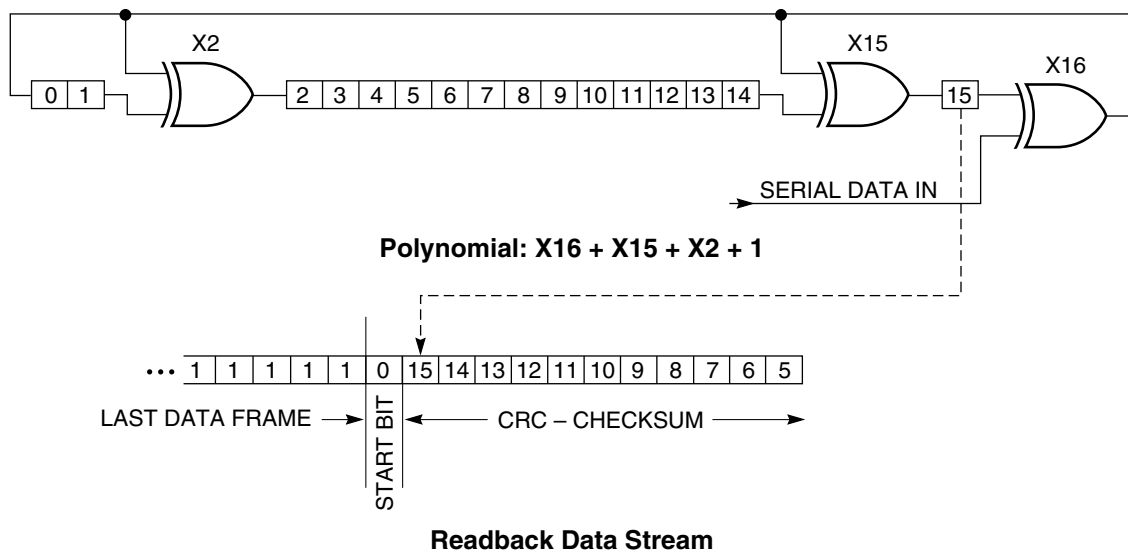 X2
X15
X16
0 1
2 3 4 5 6 7 8 9 10 11 12 13 14
15
SERIAL DATA IN
Polynomial: X16 + X15 + X2 + 1
••• 1 1 1 1 1 0 15 14 13 12 11 10 9 8 7 6 5
LAST DATA FRAME
START BIT
CRC – CHECKSUM
Readback Data Stream